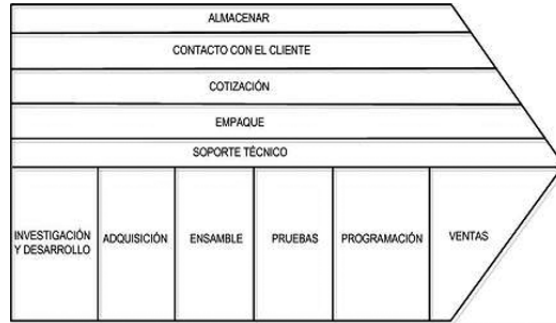 ALMACENAR
CONTACTO CON EL CLIENTE
COTIZACIÓN
EMPAQUE
SOPORTE TÉCNICO
INVESTIGACIÓN
Y DESARROLLO
ADQUISICIÓN
ENSAMBLE
PRUEBAS
PROGRAMACIÓN
VENTAS